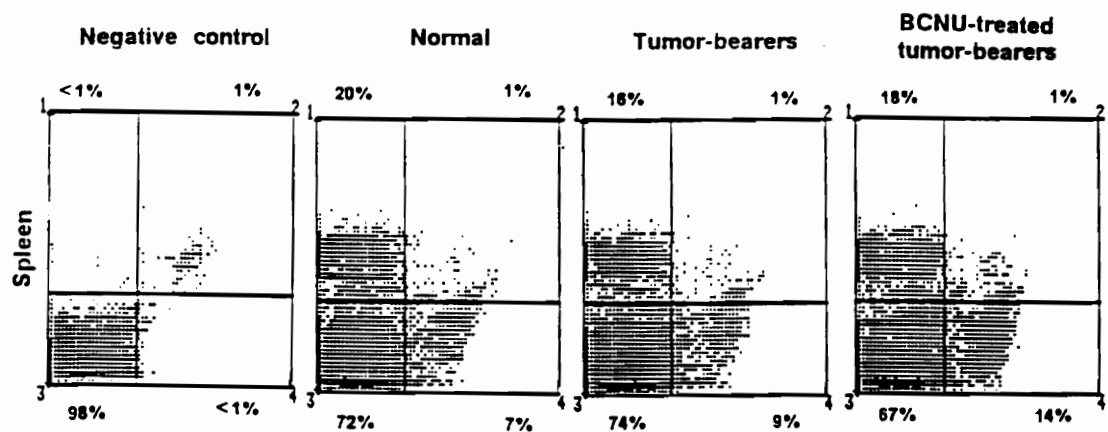 Negative control
Normal
Tumor-bearers
BCNU-treated
tumor-bearers
<1% 1%
20% 1%
16% 1%
18% 1%
1 2
1 2
1 2
1 2
Spleen
3 4
3 4
3 4
3 4
98% <1%
72% 7%
74% 9%
67% 14%